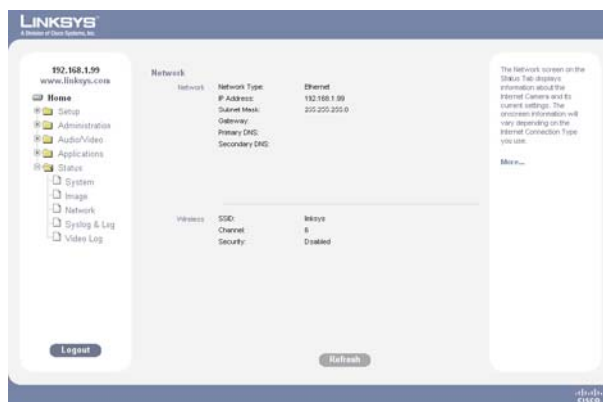 LINKSYS
A Division of Cisco Systems, Inc.
192.168.1.99
www.linksys.com
Home
Setup
Administration
Audio/Video
Applications
Status
System
Image
Network
Syslog & Log
Video Log
Logout
Network
Network
Network Type: Ethernet
IP Address: 192.168.1.99
Subnet Mask: 255.255.255.0
Gateway:
Primary DNS:
Secondary DNS:
Wireless
SSID: linksys
Channel: 6
Security: Disabled
Refresh
The Network screen on the
Status Tab displays
information about the
Internet Camera and its
current settings. The
onscreen information will
vary depending on the
Internet Connection Type
you use.
More...
CISCO